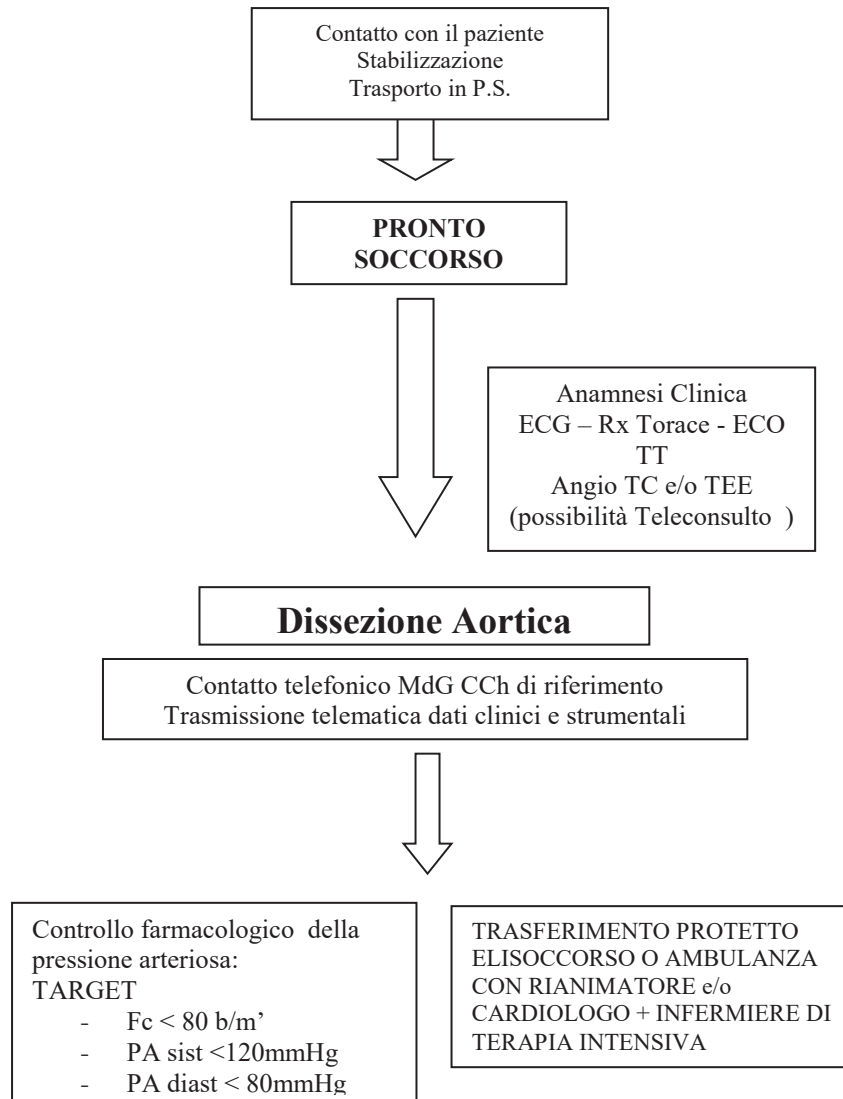 Contatto con il paziente
Stabilizzazione
Trasporto in P.S.
PRONTO
SOCCORSO
Anamnesi Clinica
ECG – Rx Torace - ECO
TT
Angio TC e/o TEE
(possibilità Teleconsulto )
Dissezione Aortica
Contatto telefonico MdG CCh di riferimento
Trasmissione telematica dati clinici e strumentali
Controllo farmacologico della
pressione arteriosa:
TARGET
- Fc < 80 b/m’
- PA sist <120mmHg
- PA diast < 80mmHg
TRASFERIMENTO PROTETTO
ELISOCCORSO O AMBULANZA
CON RIANIMATORE e/o
CARDIOLOGO + INFERMIERE DI
TERAPIA INTENSIVA